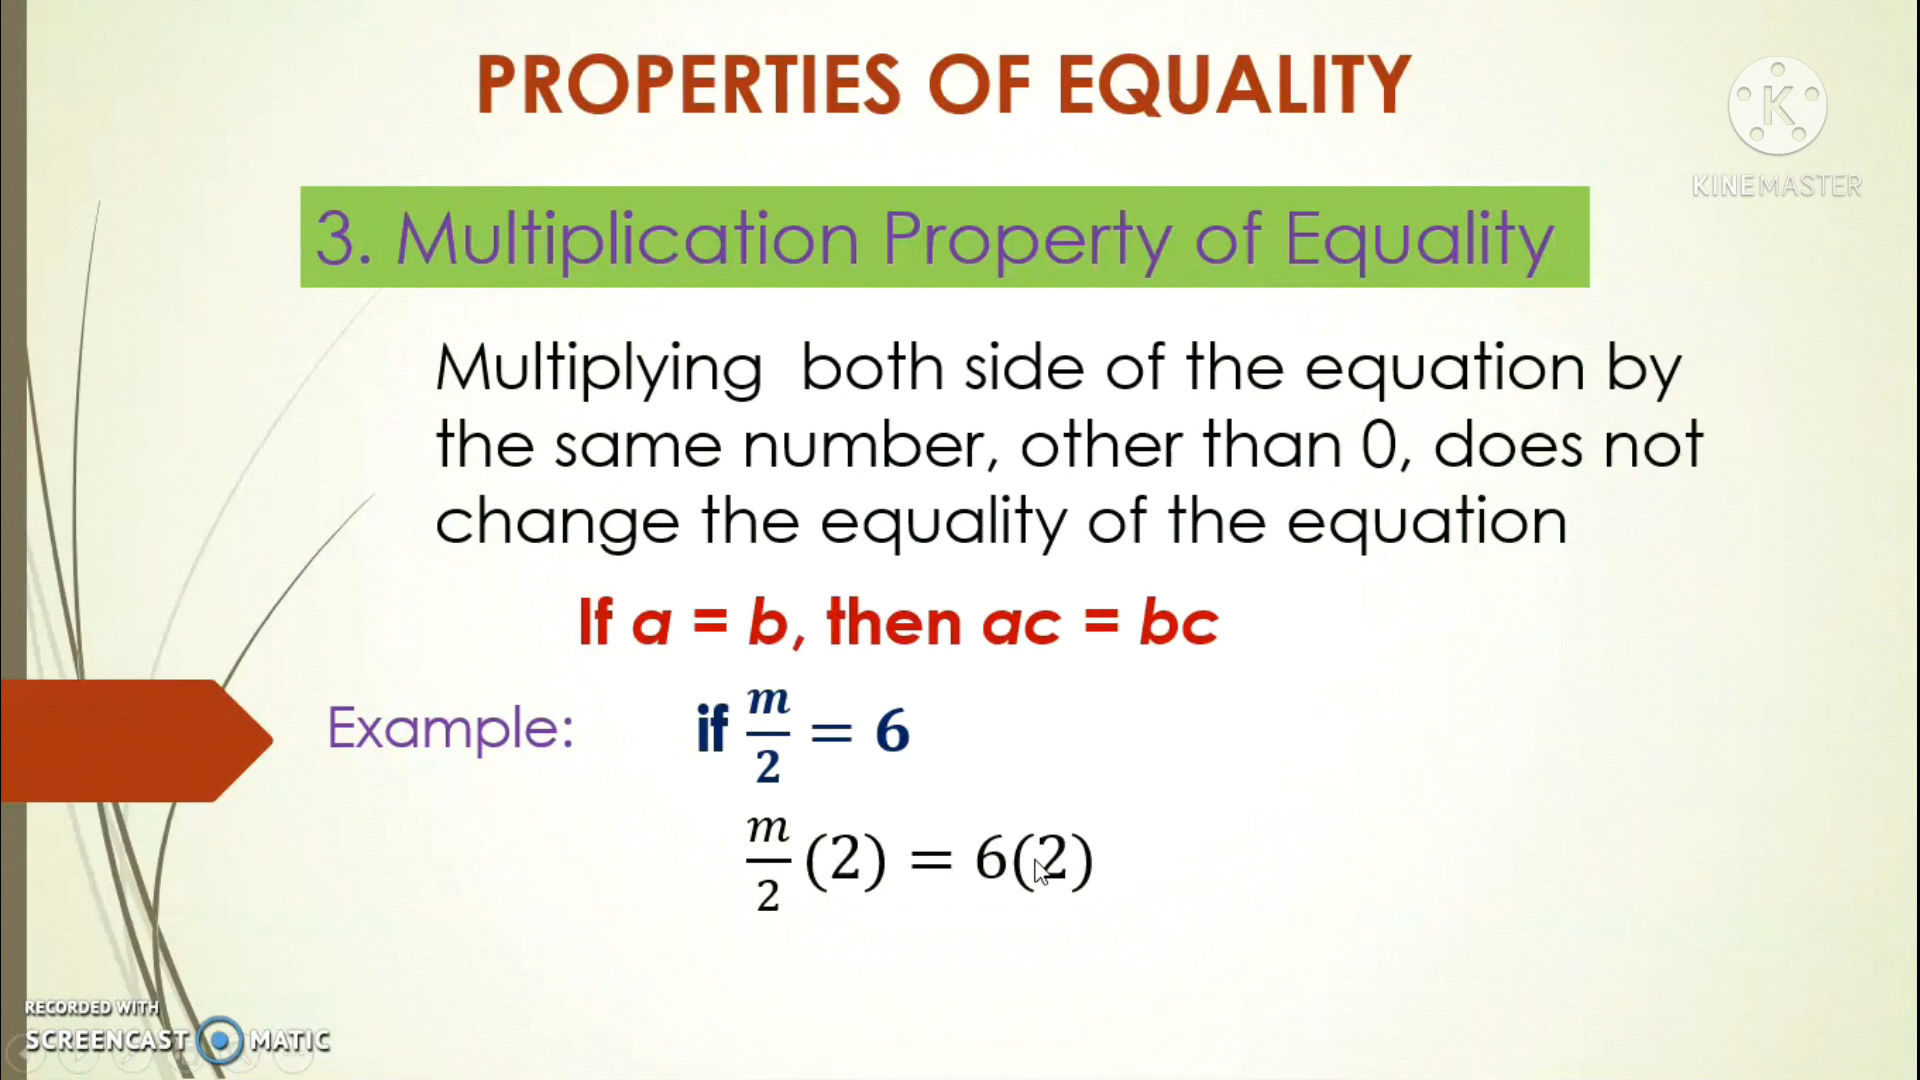 PROPERTIES OF EQUALITY
K
KINEMASTER
3. Multiplication Property of Equality
Multiplying both side of the equation by
the same number, other than 0, does not
change the equality of the equation
If a = b, then ac = bc
Example: if m/2 = 6
m/2 (2) = 6(2)
RECORDED WITH
SCREENCAST MATIC